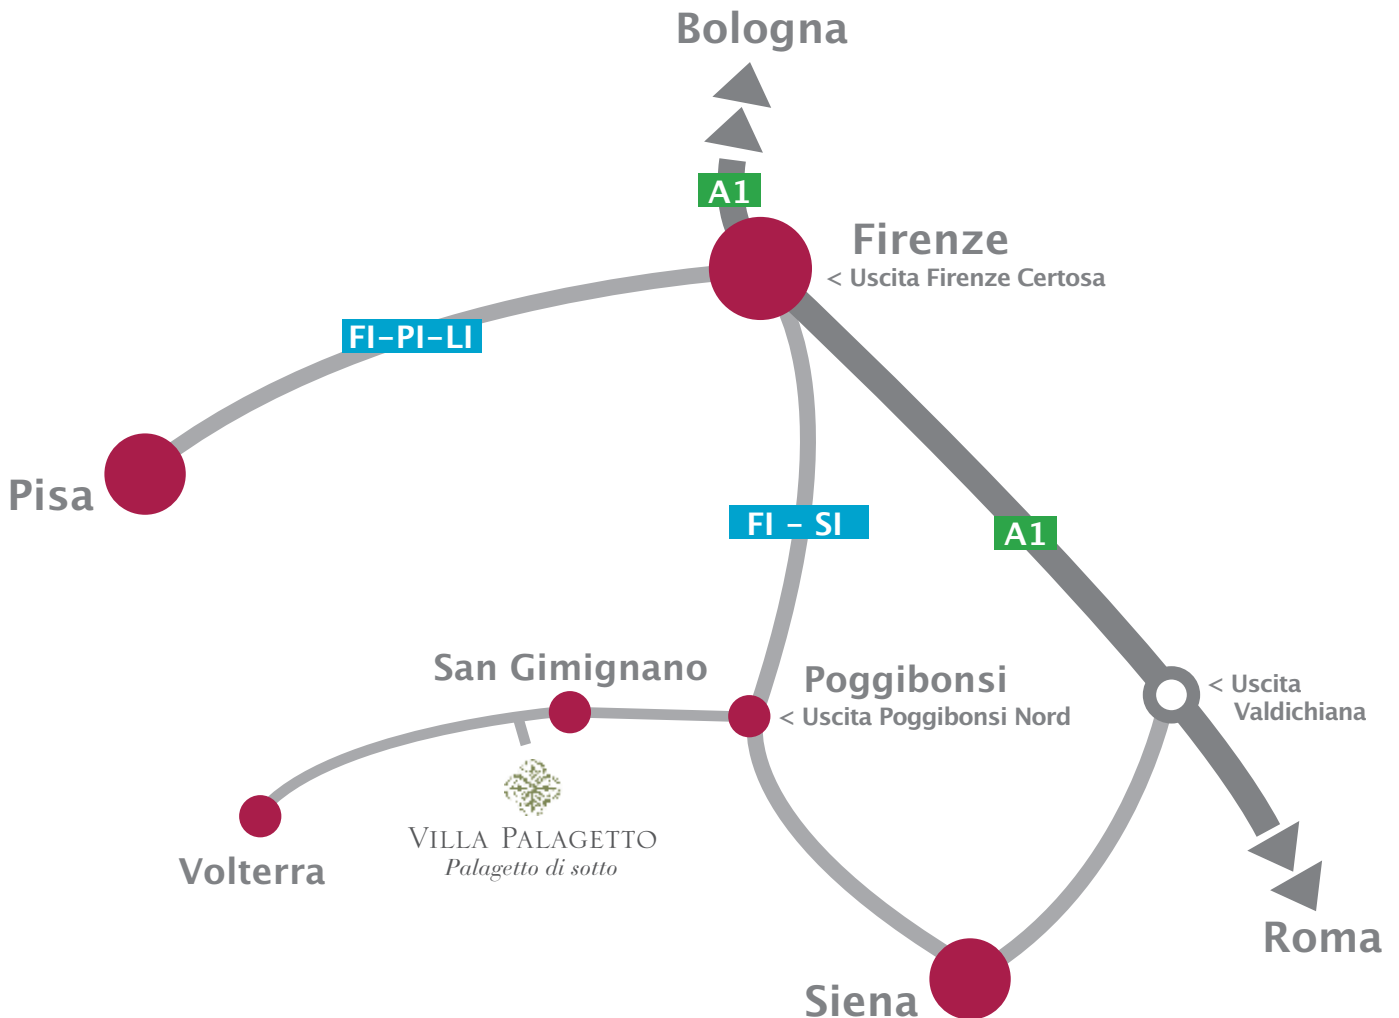 Bologna
A1
Firenze
< Uscita Firenze Certosa
FI-PI-LI
Pisa
FI - SI
A1
San Gimignano
Poggibonsi
< Uscita Poggibonsi Nord
< Uscita
Valdichiana
VILLA PALAGETTO
Palagetto di sotto
Volterra
Roma
Siena